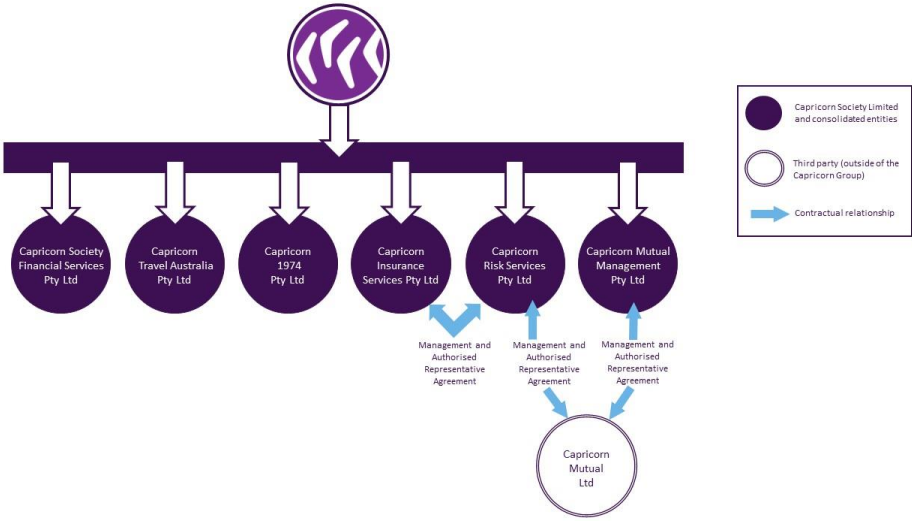 Capricorn Society Limited
and consolidated entities
Third party (outside of the
Capricorn Group)
Contractual relationship
Capricorn Society
Financial Services
Pty Ltd
Capricorn
Travel Australia
Pty Ltd
Capricorn
1974
Pty Ltd
Capricorn
Insurance
Services Pty Ltd
Capricorn
Risk Services
Pty Ltd
Capricorn Mutual
Management
Pty Ltd
Management and
Authorised
Representative
Agreement
Management and
Authorised
Representative
Agreement
Management and
Authorised
Representative
Agreement
Capricorn
Mutual
Ltd